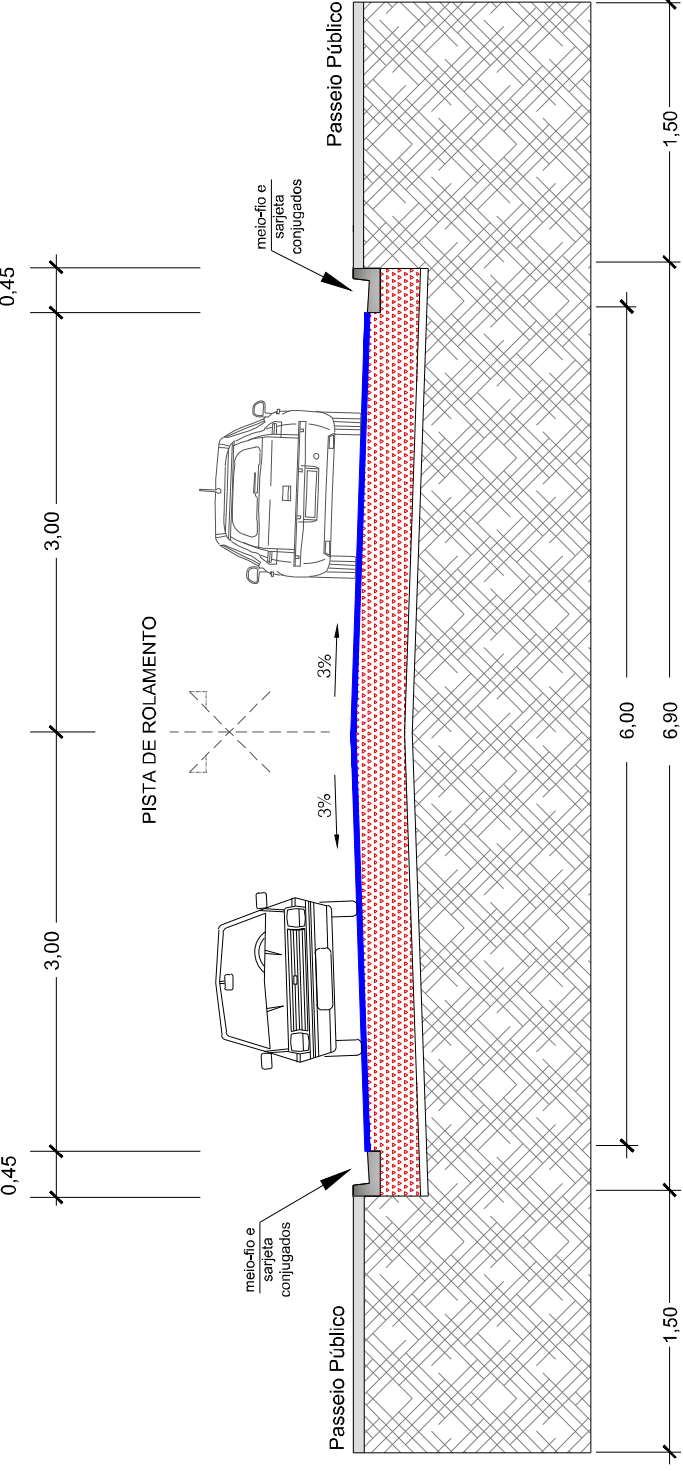 0,45
3,00
3,00
0,45
PISTA DE ROLAMENTO
meio-fio e
sarjeta
conjugados
meio-fio e
sarjeta
conjugados
3%
3%
Passeio Público
Passeio Público
6,00
1,50
6,90
1,50